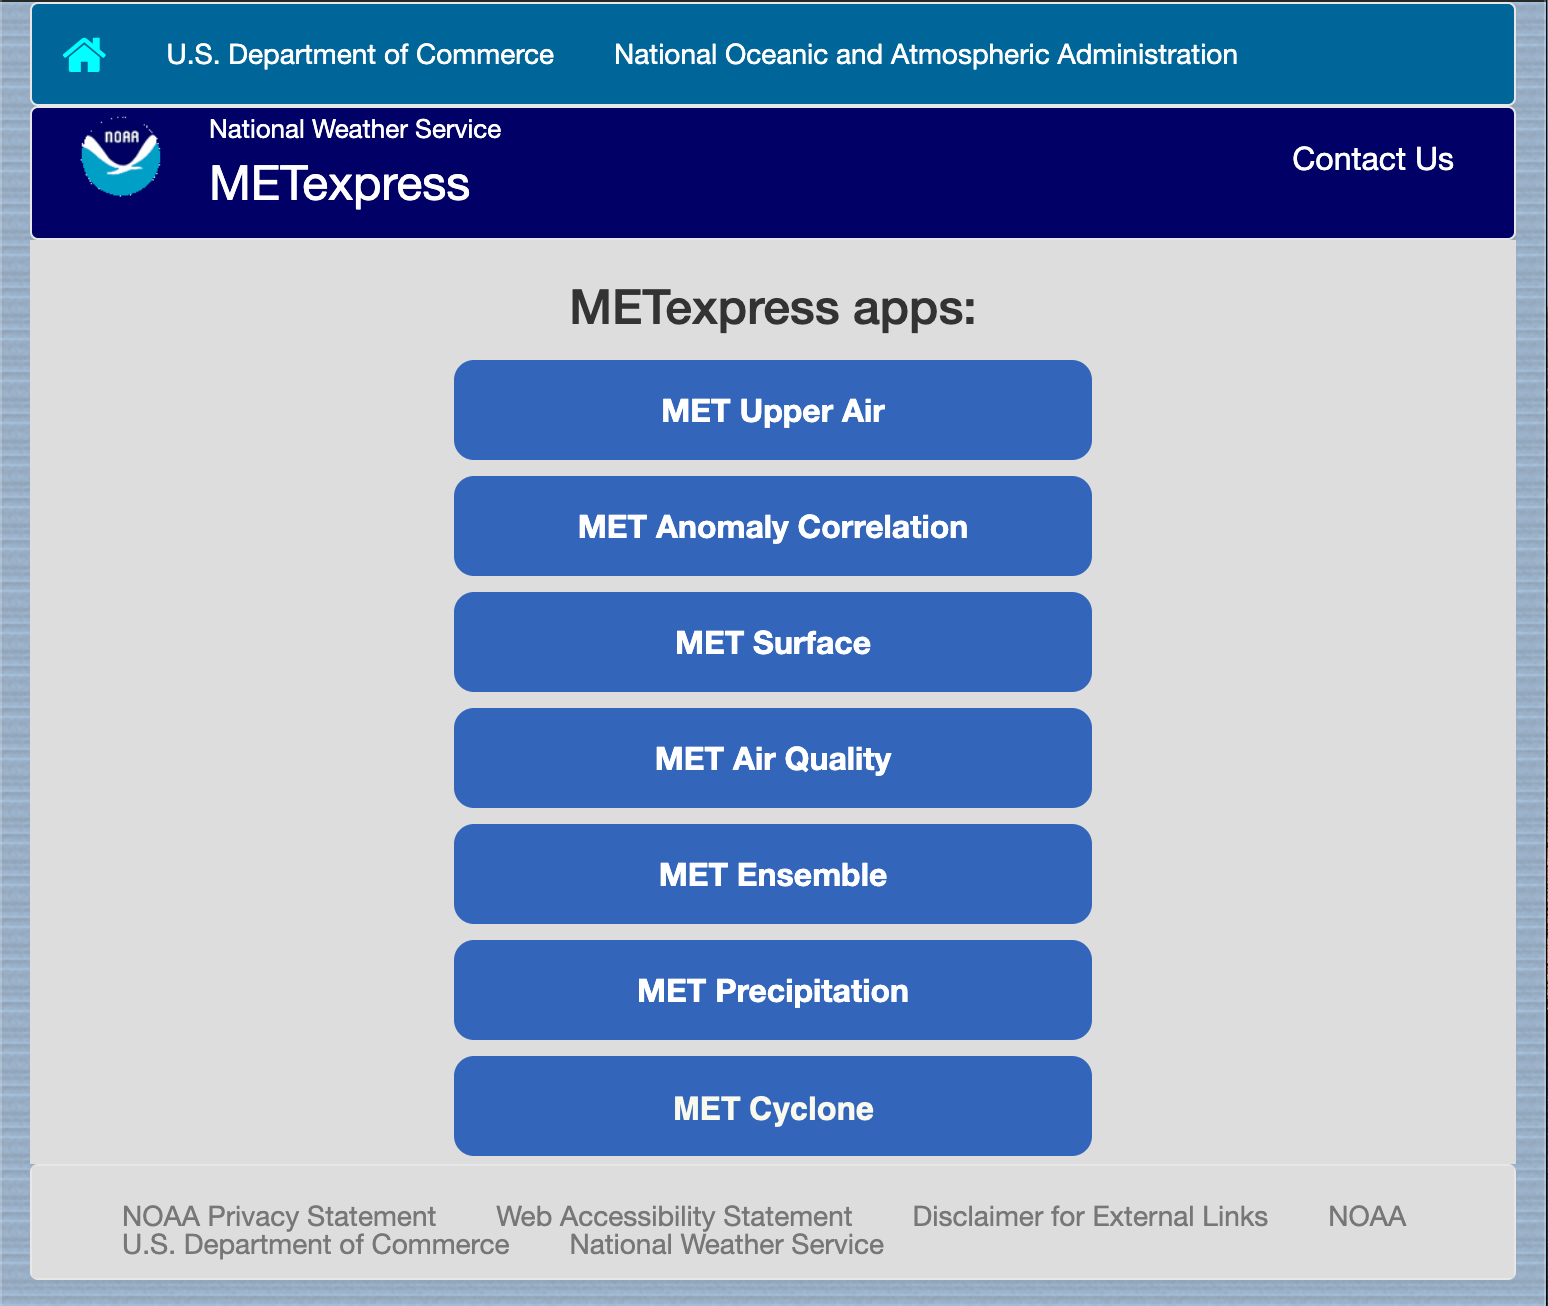 U.S. Department of Commerce National Oceanic and Atmospheric Administration
NOAA
National Weather Service
METexpress
Contact Us
METexpress apps:
MET Upper Air
MET Anomaly Correlation
MET Surface
MET Air Quality
MET Ensemble
MET Precipitation
MET Cyclone
NOAA Privacy Statement Web Accessibility Statement Disclaimer for External Links NOAA
U.S. Department of Commerce National Weather Service